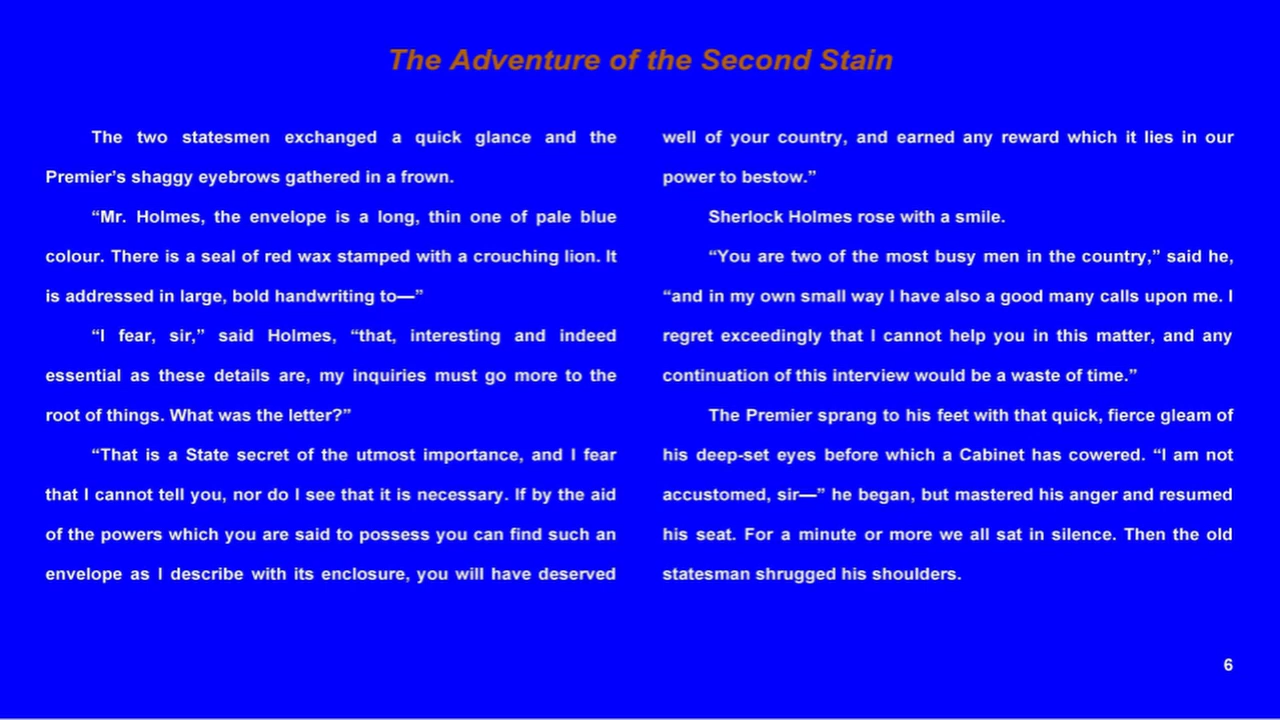 The Adventure of the Second Stain
The two statesmen exchanged a quick glance and the
Premier’s shaggy eyebrows gathered in a frown.
“Mr. Holmes, the envelope is a long, thin one of pale blue
colour. There is a seal of red wax stamped with a crouching lion. It
is addressed in large, bold handwriting to—”
“I fear, sir,” said Holmes, “that, interesting and indeed
essential as these details are, my inquiries must go more to the
root of things. What was the letter?”
“That is a State secret of the utmost importance, and I fear
that I cannot tell you, nor do I see that it is necessary. If by the aid
of the powers which you are said to possess you can find such an
envelope as I describe with its enclosure, you will have deserved
well of your country, and earned any reward which it lies in our
power to bestow.”
Sherlock Holmes rose with a smile.
“You are two of the most busy men in the country,” said he,
“and in my own small way I have also a good many calls upon me. I
regret exceedingly that I cannot help you in this matter, and any
continuation of this interview would be a waste of time.”
The Premier sprang to his feet with that quick, fierce gleam of
his deep-set eyes before which a Cabinet has cowered. “I am not
accustomed, sir—” he began, but mastered his anger and resumed
his seat. For a minute or more we all sat in silence. Then the old
statesman shrugged his shoulders.
6